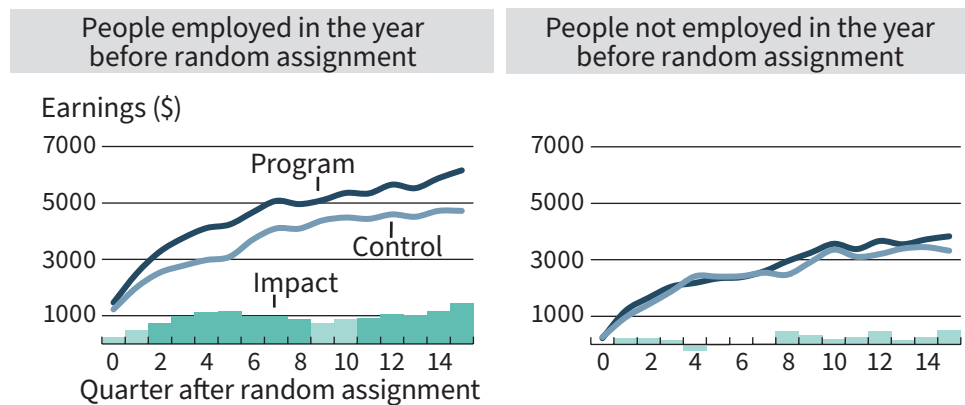 People employed in the year
before random assignment
People not employed in the year
before random assignment
Earnings ($)
7000
5000
3000
1000
Program
Control
Impact
0 2 4 6 8 10 12 14
Quarter after random assignment
7000
5000
3000
1000
0 2 4 6 8 10 12 14